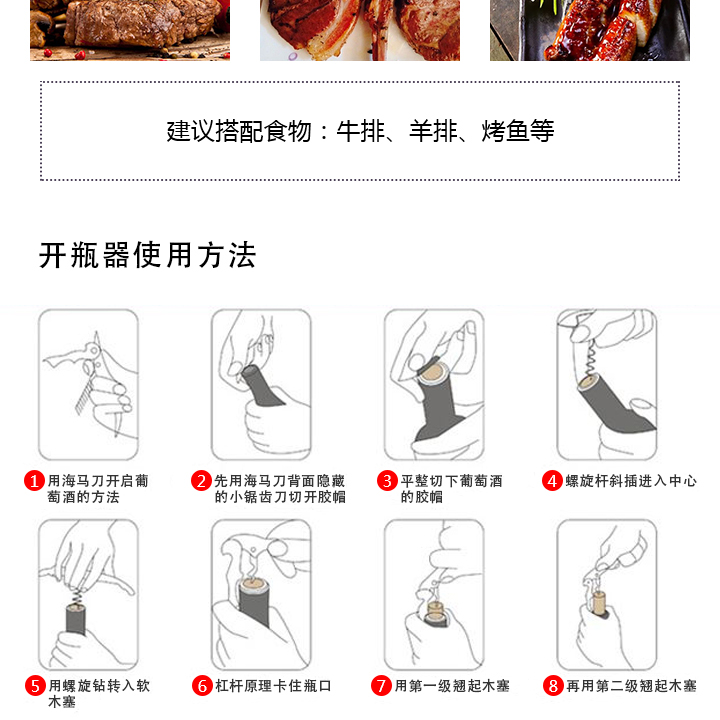 建议搭配食物：牛排、羊排、烤鱼等
开瓶器使用方法
1 用海马刀开启葡
萄酒的方法
2 先用海马刀背面隐藏
的小锯齿刀切开胶帽
3 平整切下葡萄酒
的胶帽
4 螺旋杆斜插进入中心
5 用螺旋钻转入软
木塞
6 杠杆原理卡住瓶口
7 用第一级翘起木塞
8 再用第二级翘起木塞